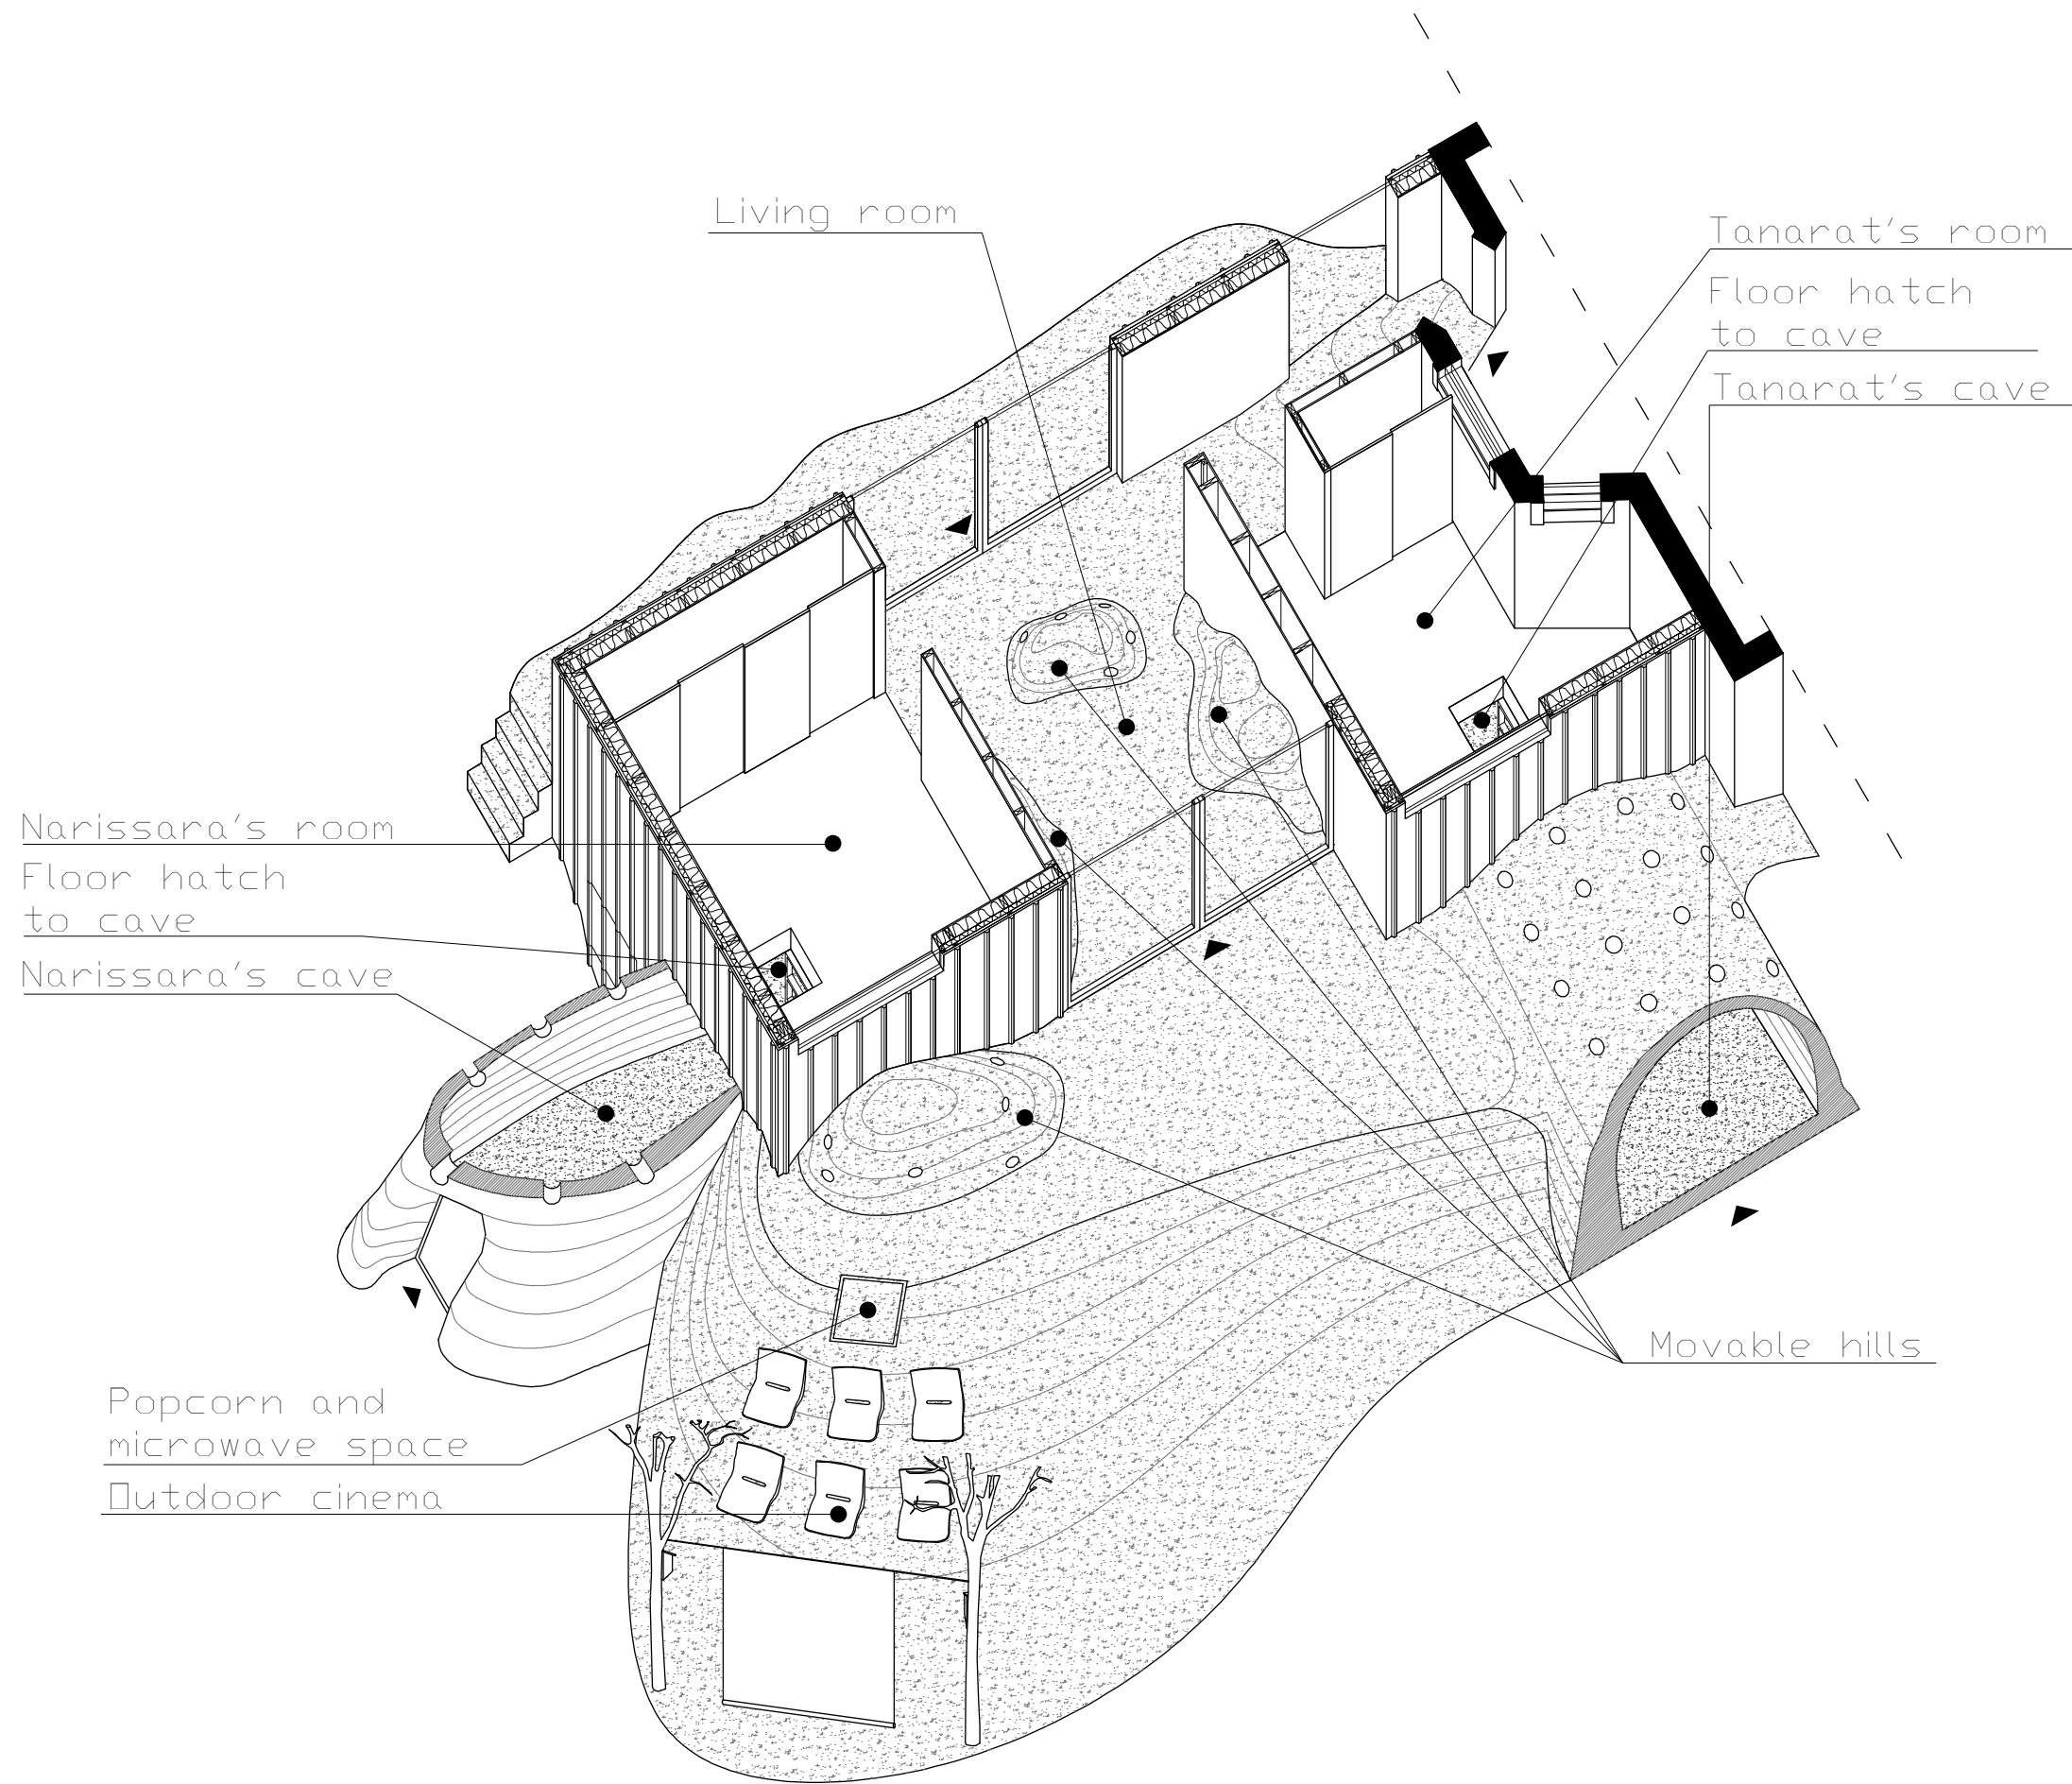 Living room
Tanarat's room
Floor hatch
to cave
Tanarat's cave
Narissara's room
Floor hatch
to cave
Narissara's cave
Movable hills
Popcorn and
microwave space
Outdoor cinema